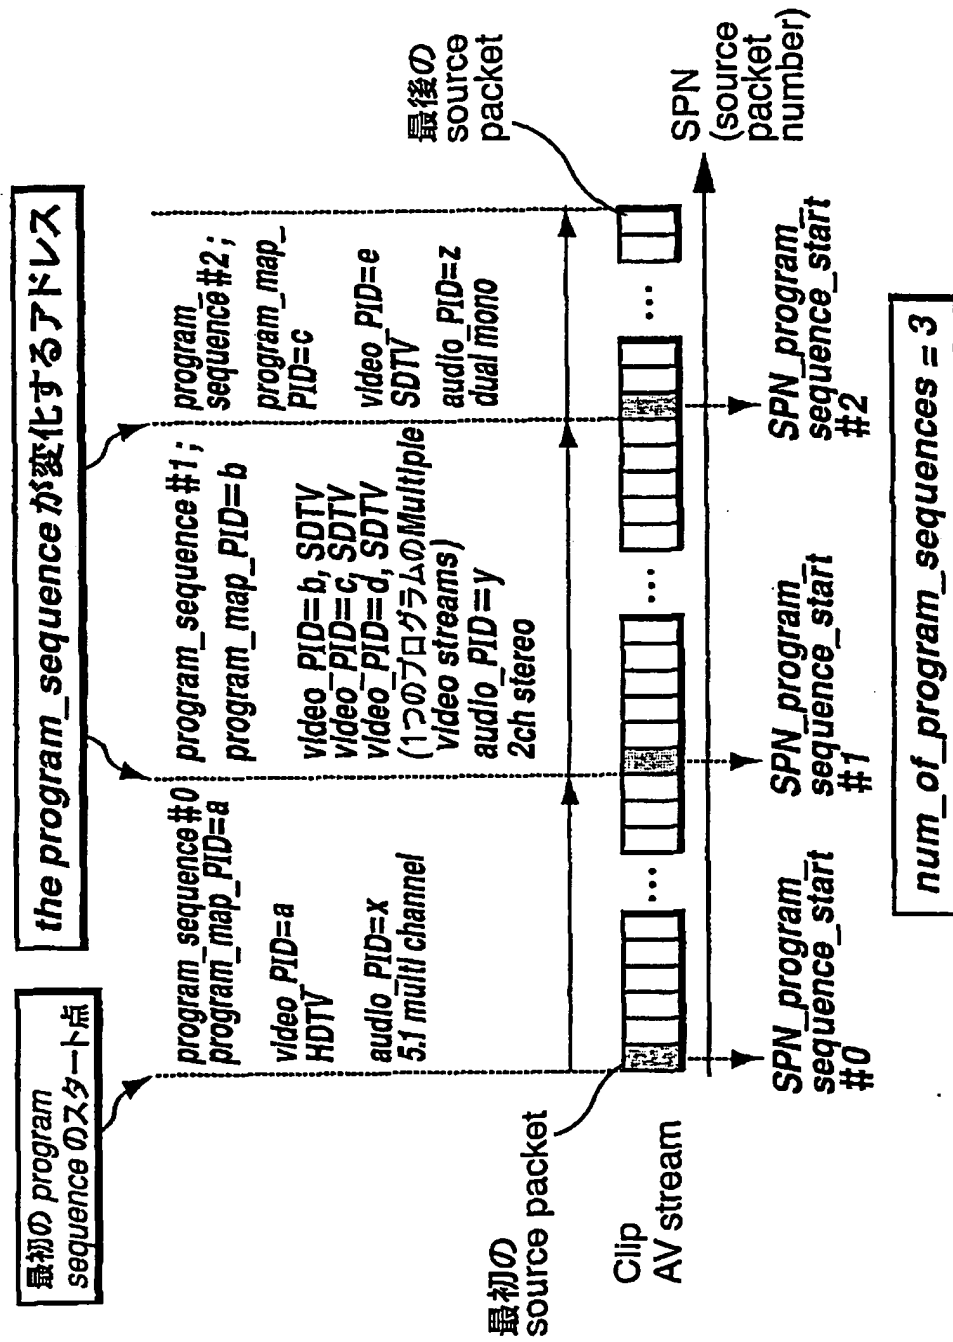 最初の program
sequence のスタート点
the program_sequence が変化するアドレス
program_sequence#0
program_map_PID=a
video_PID=a
HDTV
audio_PID=x
5.1 multi channel
program_sequence#1;
program_map_PID=b
video_PID=b, SDTV
video_PID=c, SDTV
video_PID=d, SDTV
(1つのプログラムのMultiple
video streams)
audio_PID=y
2ch stereo
program_
sequence#2;
program_map_
PID=c
video_PID=e
SDTV
audio_PID=z
dual mono
最初の
source packet
最後の
source
packet
Clip
AV stream
...
...
...
SPN
(source
packet
number)
SPN_program_
sequence_start
#0
SPN_program_
sequence_start
#1
SPN_program_
sequence_start
#2
num_of_program_sequences = 3